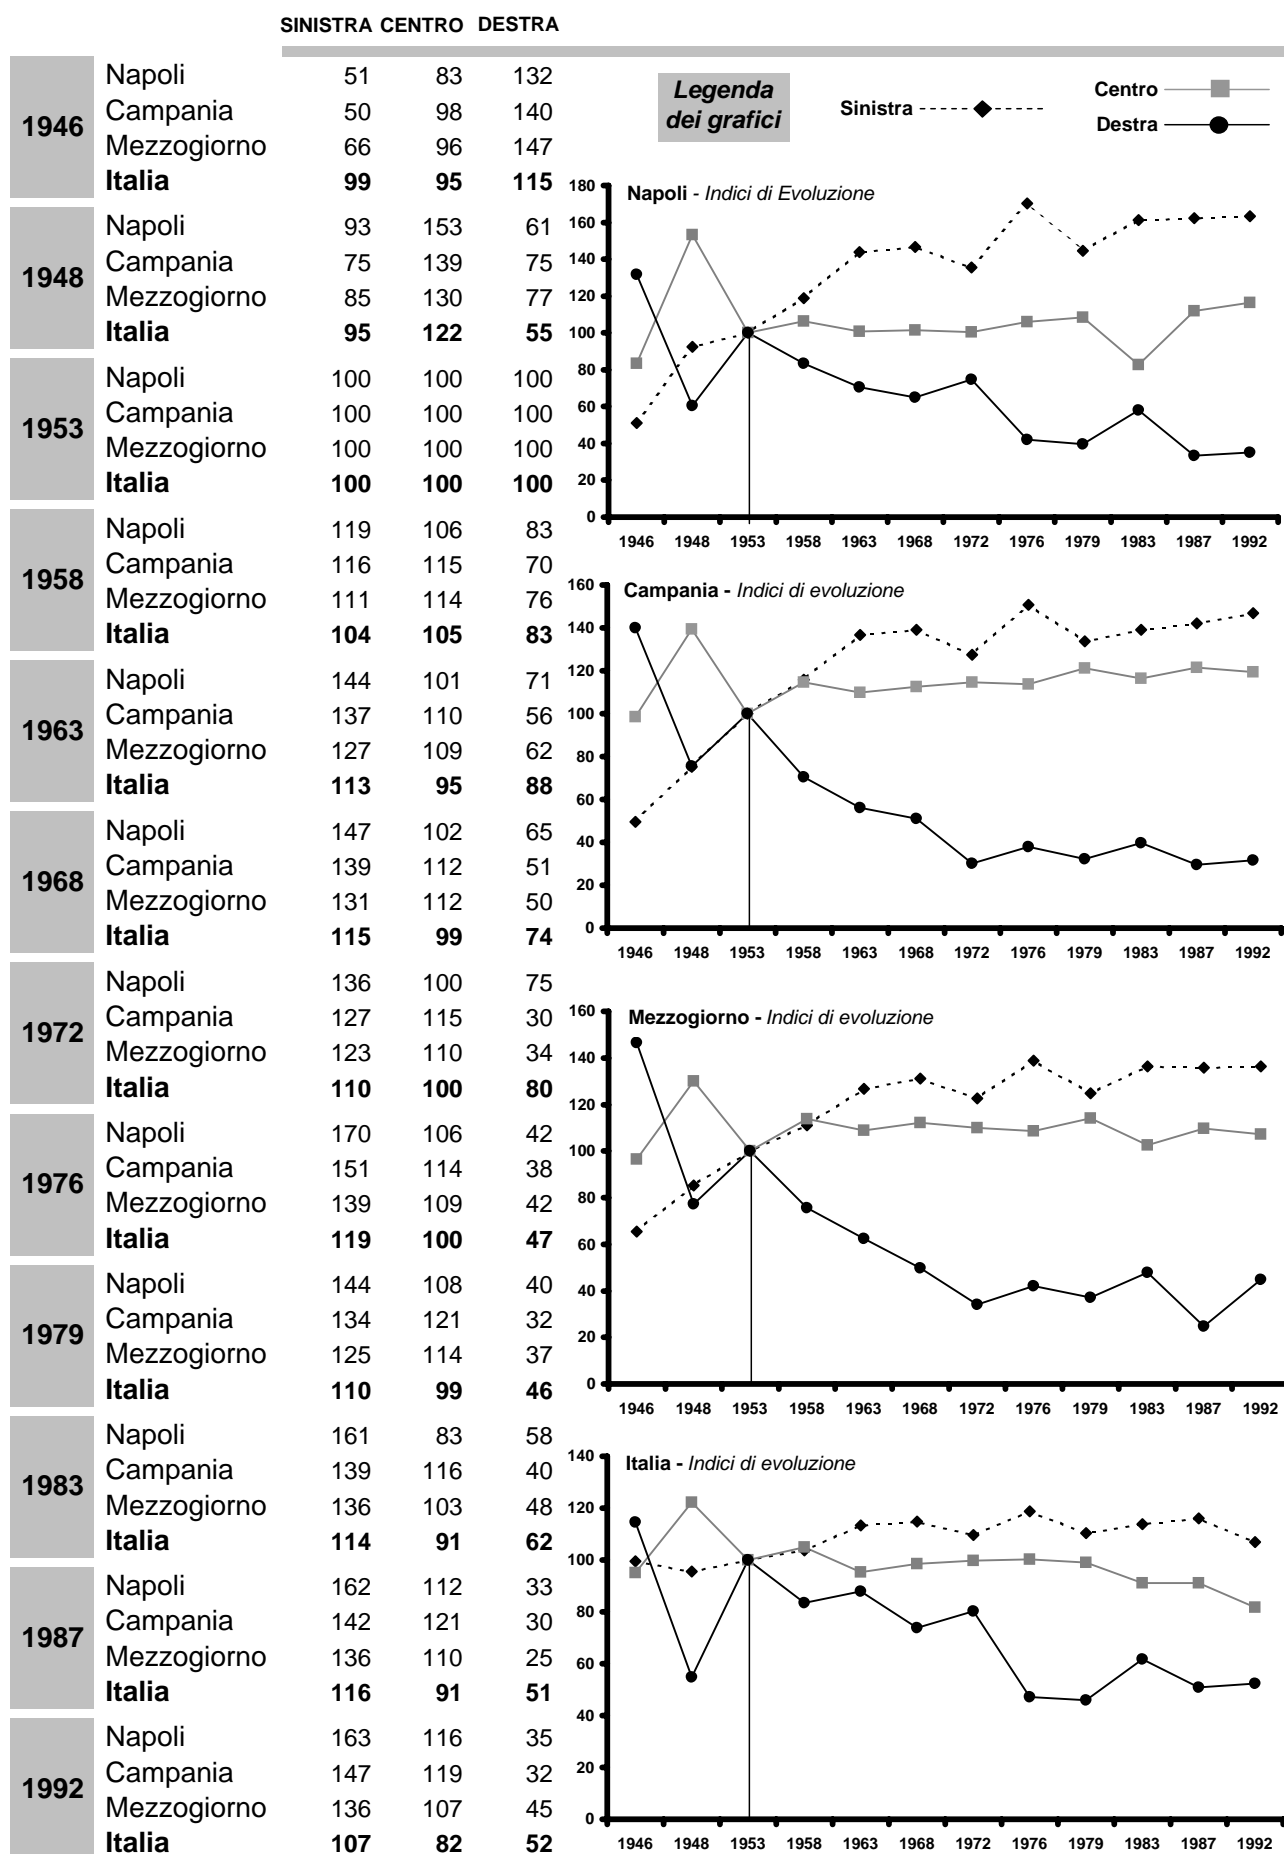 SINISTRA CENTRO DESTRA
1946
Napoli 51 83 132
Campania 50 98 140
Mezzogiorno 66 96 147
Italia 99 95 115
1948
Napoli 93 153 61
Campania 75 139 75
Mezzogiorno 85 130 77
Italia 95 122 55
1953
Napoli 100 100 100
Campania 100 100 100
Mezzogiorno 100 100 100
Italia 100 100 100
1958
Napoli 119 106 83
Campania 116 115 70
Mezzogiorno 111 114 76
Italia 104 105 83
1963
Napoli 144 101 71
Campania 137 110 56
Mezzogiorno 127 109 62
Italia 113 95 88
1968
Napoli 147 102 65
Campania 139 112 51
Mezzogiorno 131 112 50
Italia 115 99 74
1972
Napoli 136 100 75
Campania 127 115 30
Mezzogiorno 123 110 34
Italia 110 100 80
1976
Napoli 170 106 42
Campania 151 114 38
Mezzogiorno 139 109 42
Italia 119 100 47
1979
Napoli 144 108 40
Campania 134 121 32
Mezzogiorno 125 114 37
Italia 110 99 46
1983
Napoli 161 83 58
Campania 139 116 40
Mezzogiorno 136 103 48
Italia 114 91 62
1987
Napoli 162 112 33
Campania 142 121 30
Mezzogiorno 136 110 25
Italia 116 91 51
1992
Napoli 163 116 35
Campania 147 119 32
Mezzogiorno 136 107 45
Italia 107 82 52
Legenda
dei grafici
Sinistra
Centro
Destra
Napoli - Indici di Evoluzione
180
160
140
120
100
80
60
40
20
0
1946 1948 1953 1958 1963 1968 1972 1976 1979 1983 1987 1992
Campania - Indici di evoluzione
160
140
120
100
80
60
40
20
0
1946 1948 1953 1958 1963 1968 1972 1976 1979 1983 1987 1992
Mezzogiorno - Indici di evoluzione
160
140
120
100
80
60
40
20
0
1946 1948 1953 1958 1963 1968 1972 1976 1979 1983 1987 1992
Italia - Indici di evoluzione
140
120
100
80
60
40
20
0
1946 1948 1953 1958 1963 1968 1972 1976 1979 1983 1987 1992